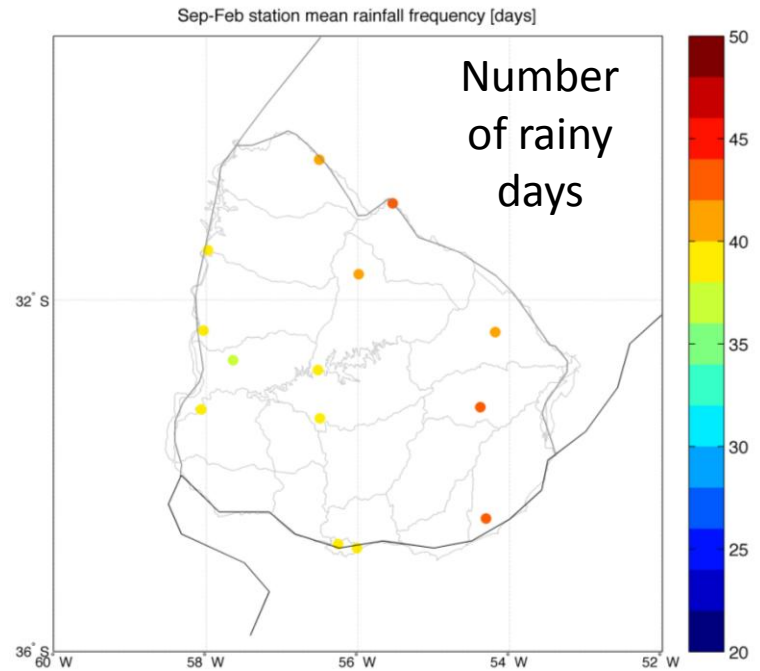 Sep-Feb station mean rainfall frequency [days]
Number
of rainy
days
50
45
40
35
30
25
20
32° S
36° S
60° W
58° W
56° W
54° W
52° W